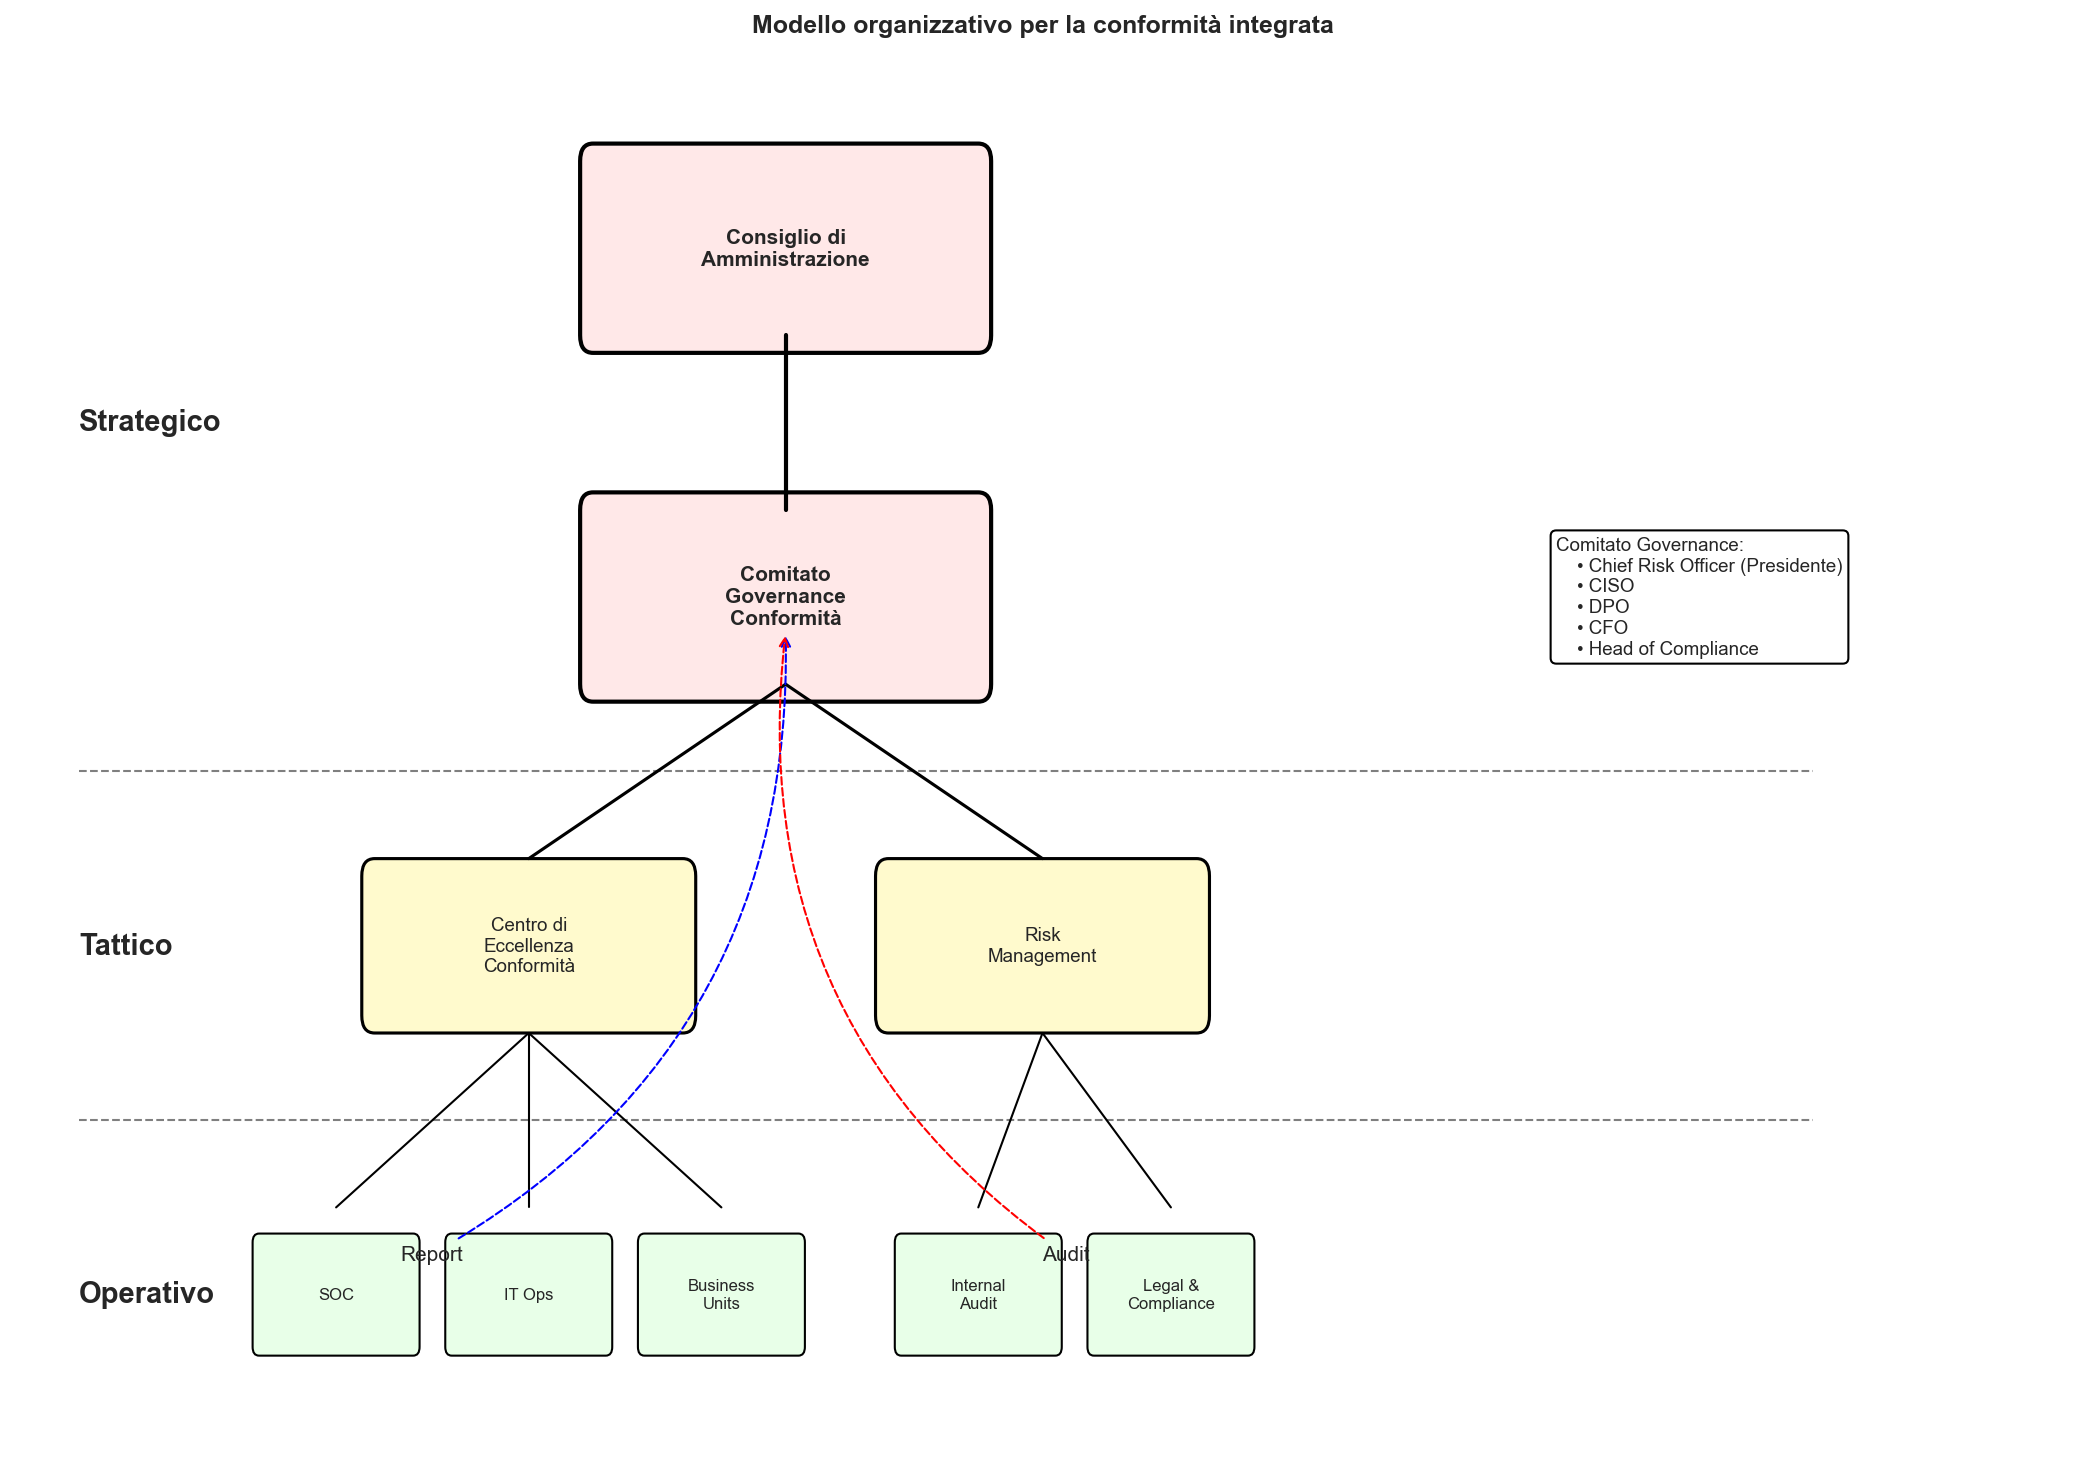 Modello organizzativo per la conformità integrata
Consiglio di
Amministrazione
Strategico
Comitato
Governance
Conformità
Comitato Governance:
• Chief Risk Officer (Presidente)
• CISO
• DPO
• CFO
• Head of Compliance
Tattico
Centro di
Eccellenza
Conformità
Risk
Management
Report
Audit
Operativo
SOC
IT Ops
Business
Units
Internal
Audit
Legal &
Compliance